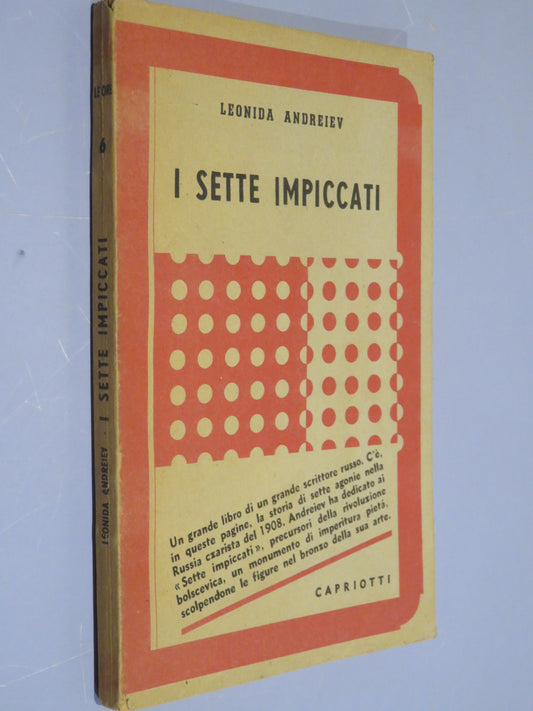 LEONIDA ANDREIEV
I SETTE IMPICCATI
Un grande libro di un grande scrittore russo. C'è,
in queste pagine, la storia di sette agonie nella
Russia czarista del 1908. Andreiev ha dedicato ai
« Sette impiccati », precursori della rivoluzione
bolscevica, un monumento di imperitura pietà,
scolpendone le figure nel bronzo della sua arte.
CAPRIOTTI
LEONIDA ANDREIEV - I SETTE IMPICCATI
6